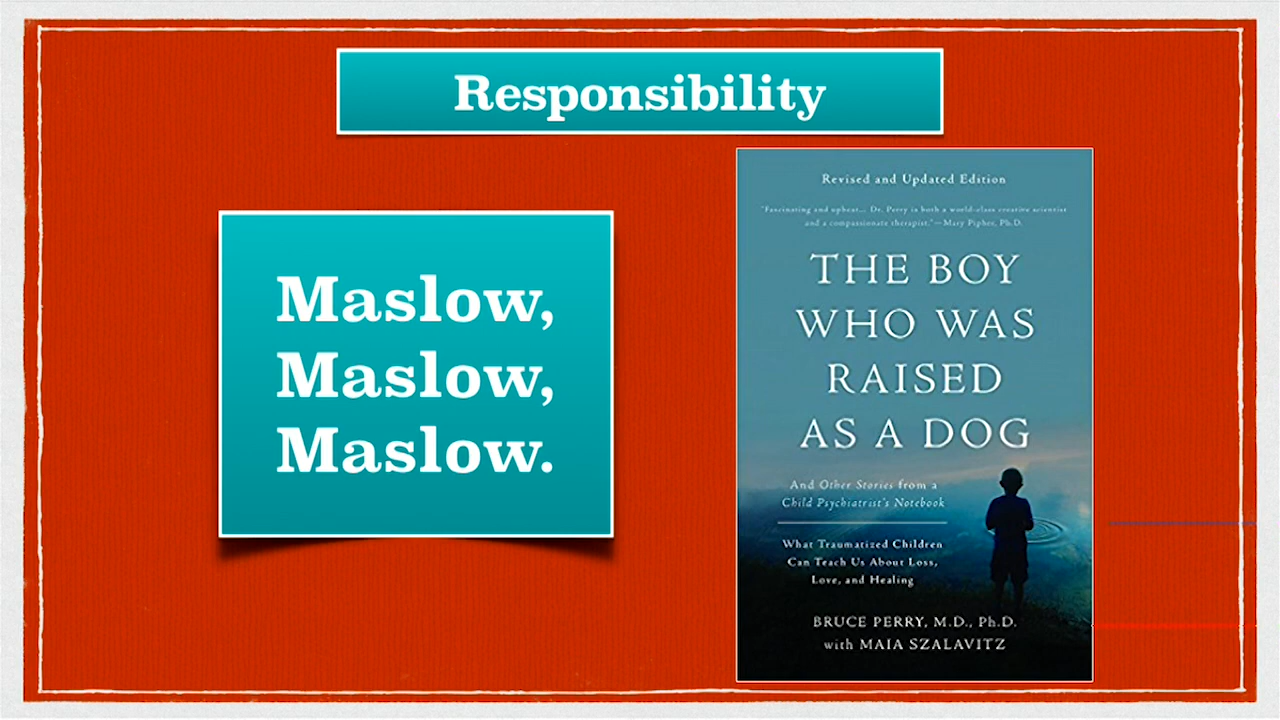 Responsibility
Maslow,
Maslow,
Maslow.
Revised and Updated Edition
"Fascinating and upbeat... Dr. Perry is both a world-class creative scientist
and a compassionate therapist."—Mary Pipher, Ph.D.
THE BOY
WHO WAS
RAISED
AS A DOG
And Other Stories from a
Child Psychiatrist's Notebook
What Traumatized Children
Can Teach Us About Loss,
Love, and Healing
BRUCE PERRY, M.D., Ph.D.
with MAIA SZALAVITZ